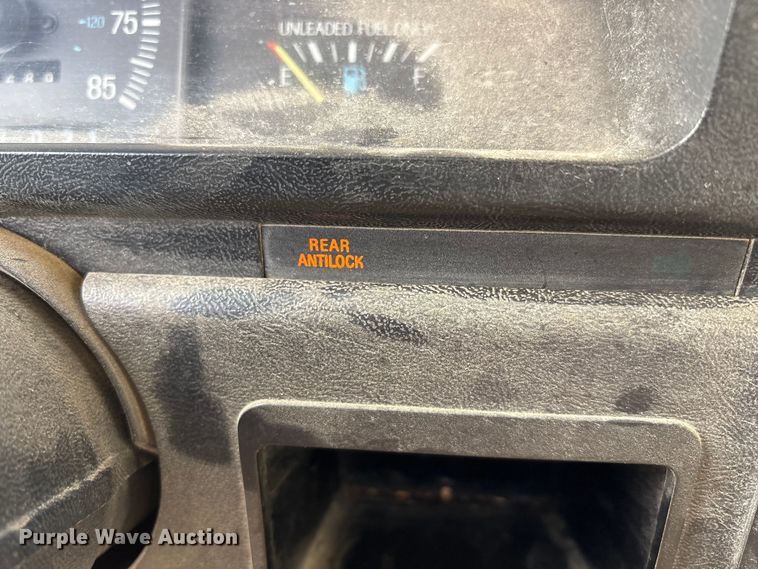 120 75
UNLEADED FUEL ONLY
E F
85
REAR
ANTILOCK
Purple Wave Auction